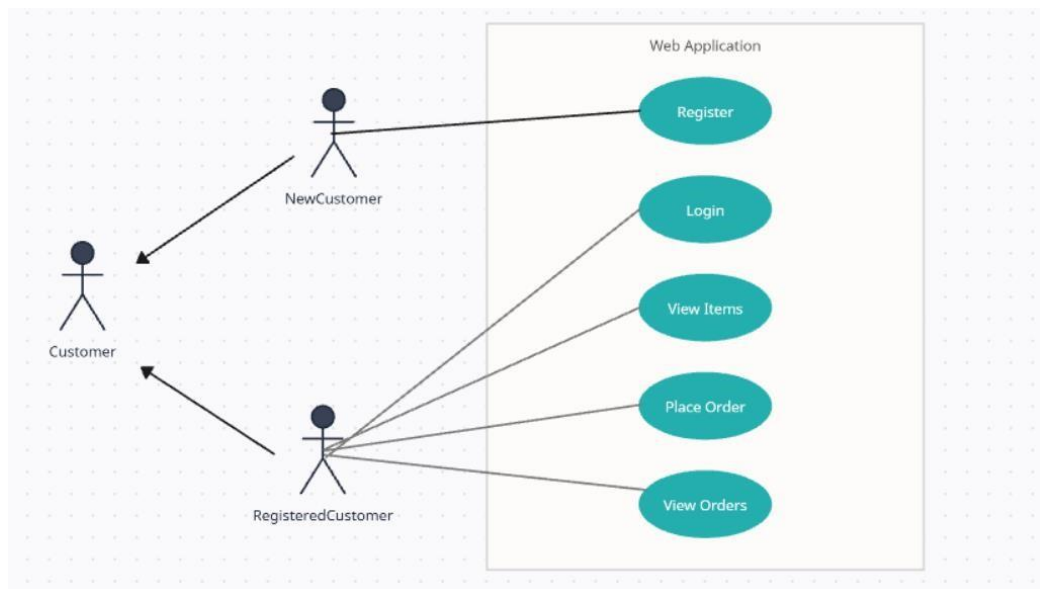 Web Application
Register
NewCustomer
Login
View Items
Customer
Place Order
View Orders
RegisteredCustomer